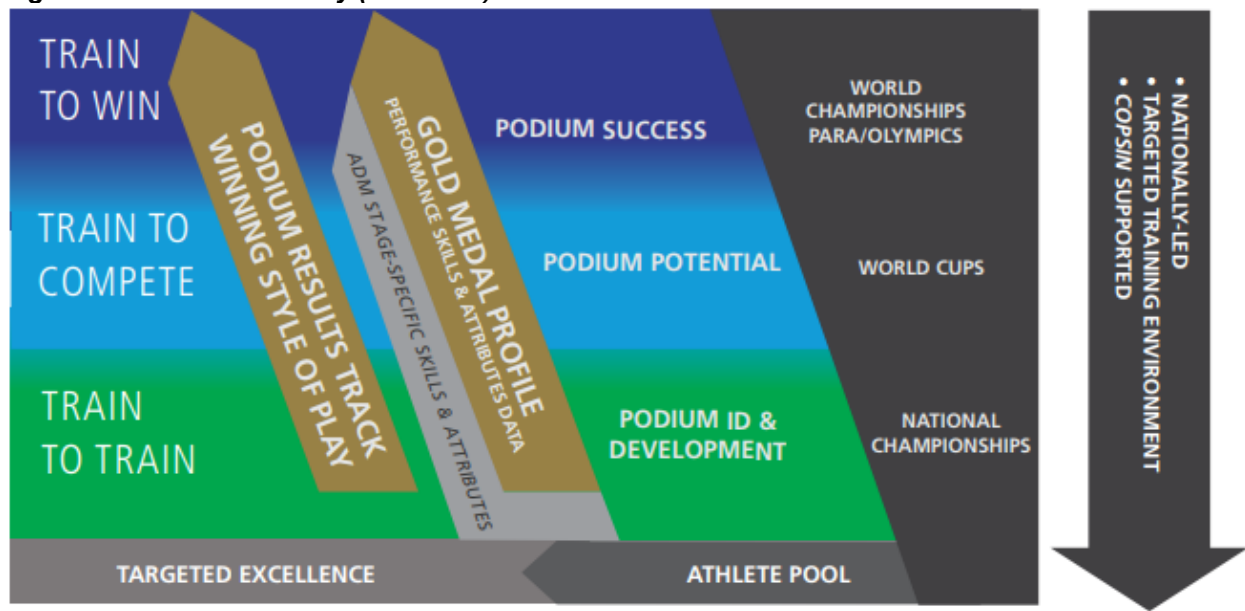 TRAIN
TO WIN
TRAIN TO
COMPETE
TRAIN
TO TRAIN
PODIUM RESULTS TRACK
WINNING STYLE OF PLAY
ADM STAGE-SPECIFIC SKILLS & ATTRIBUTES
GOLD MEDAL PROFILE
PERFORMANCE SKILLS & ATTRIBUTES DATA
PODIUM SUCCESS
PODIUM POTENTIAL
PODIUM ID &
DEVELOPMENT
WORLD
CHAMPIONSHIPS
PARA/OLYMPICS
WORLD CUPS
NATIONAL
CHAMPIONSHIPS
• NATIONALLY-LED
• TARGETED TRAINING ENVIRONMENT
• COPSIN SUPPORTED
TARGETED EXCELLENCE
ATHLETE POOL